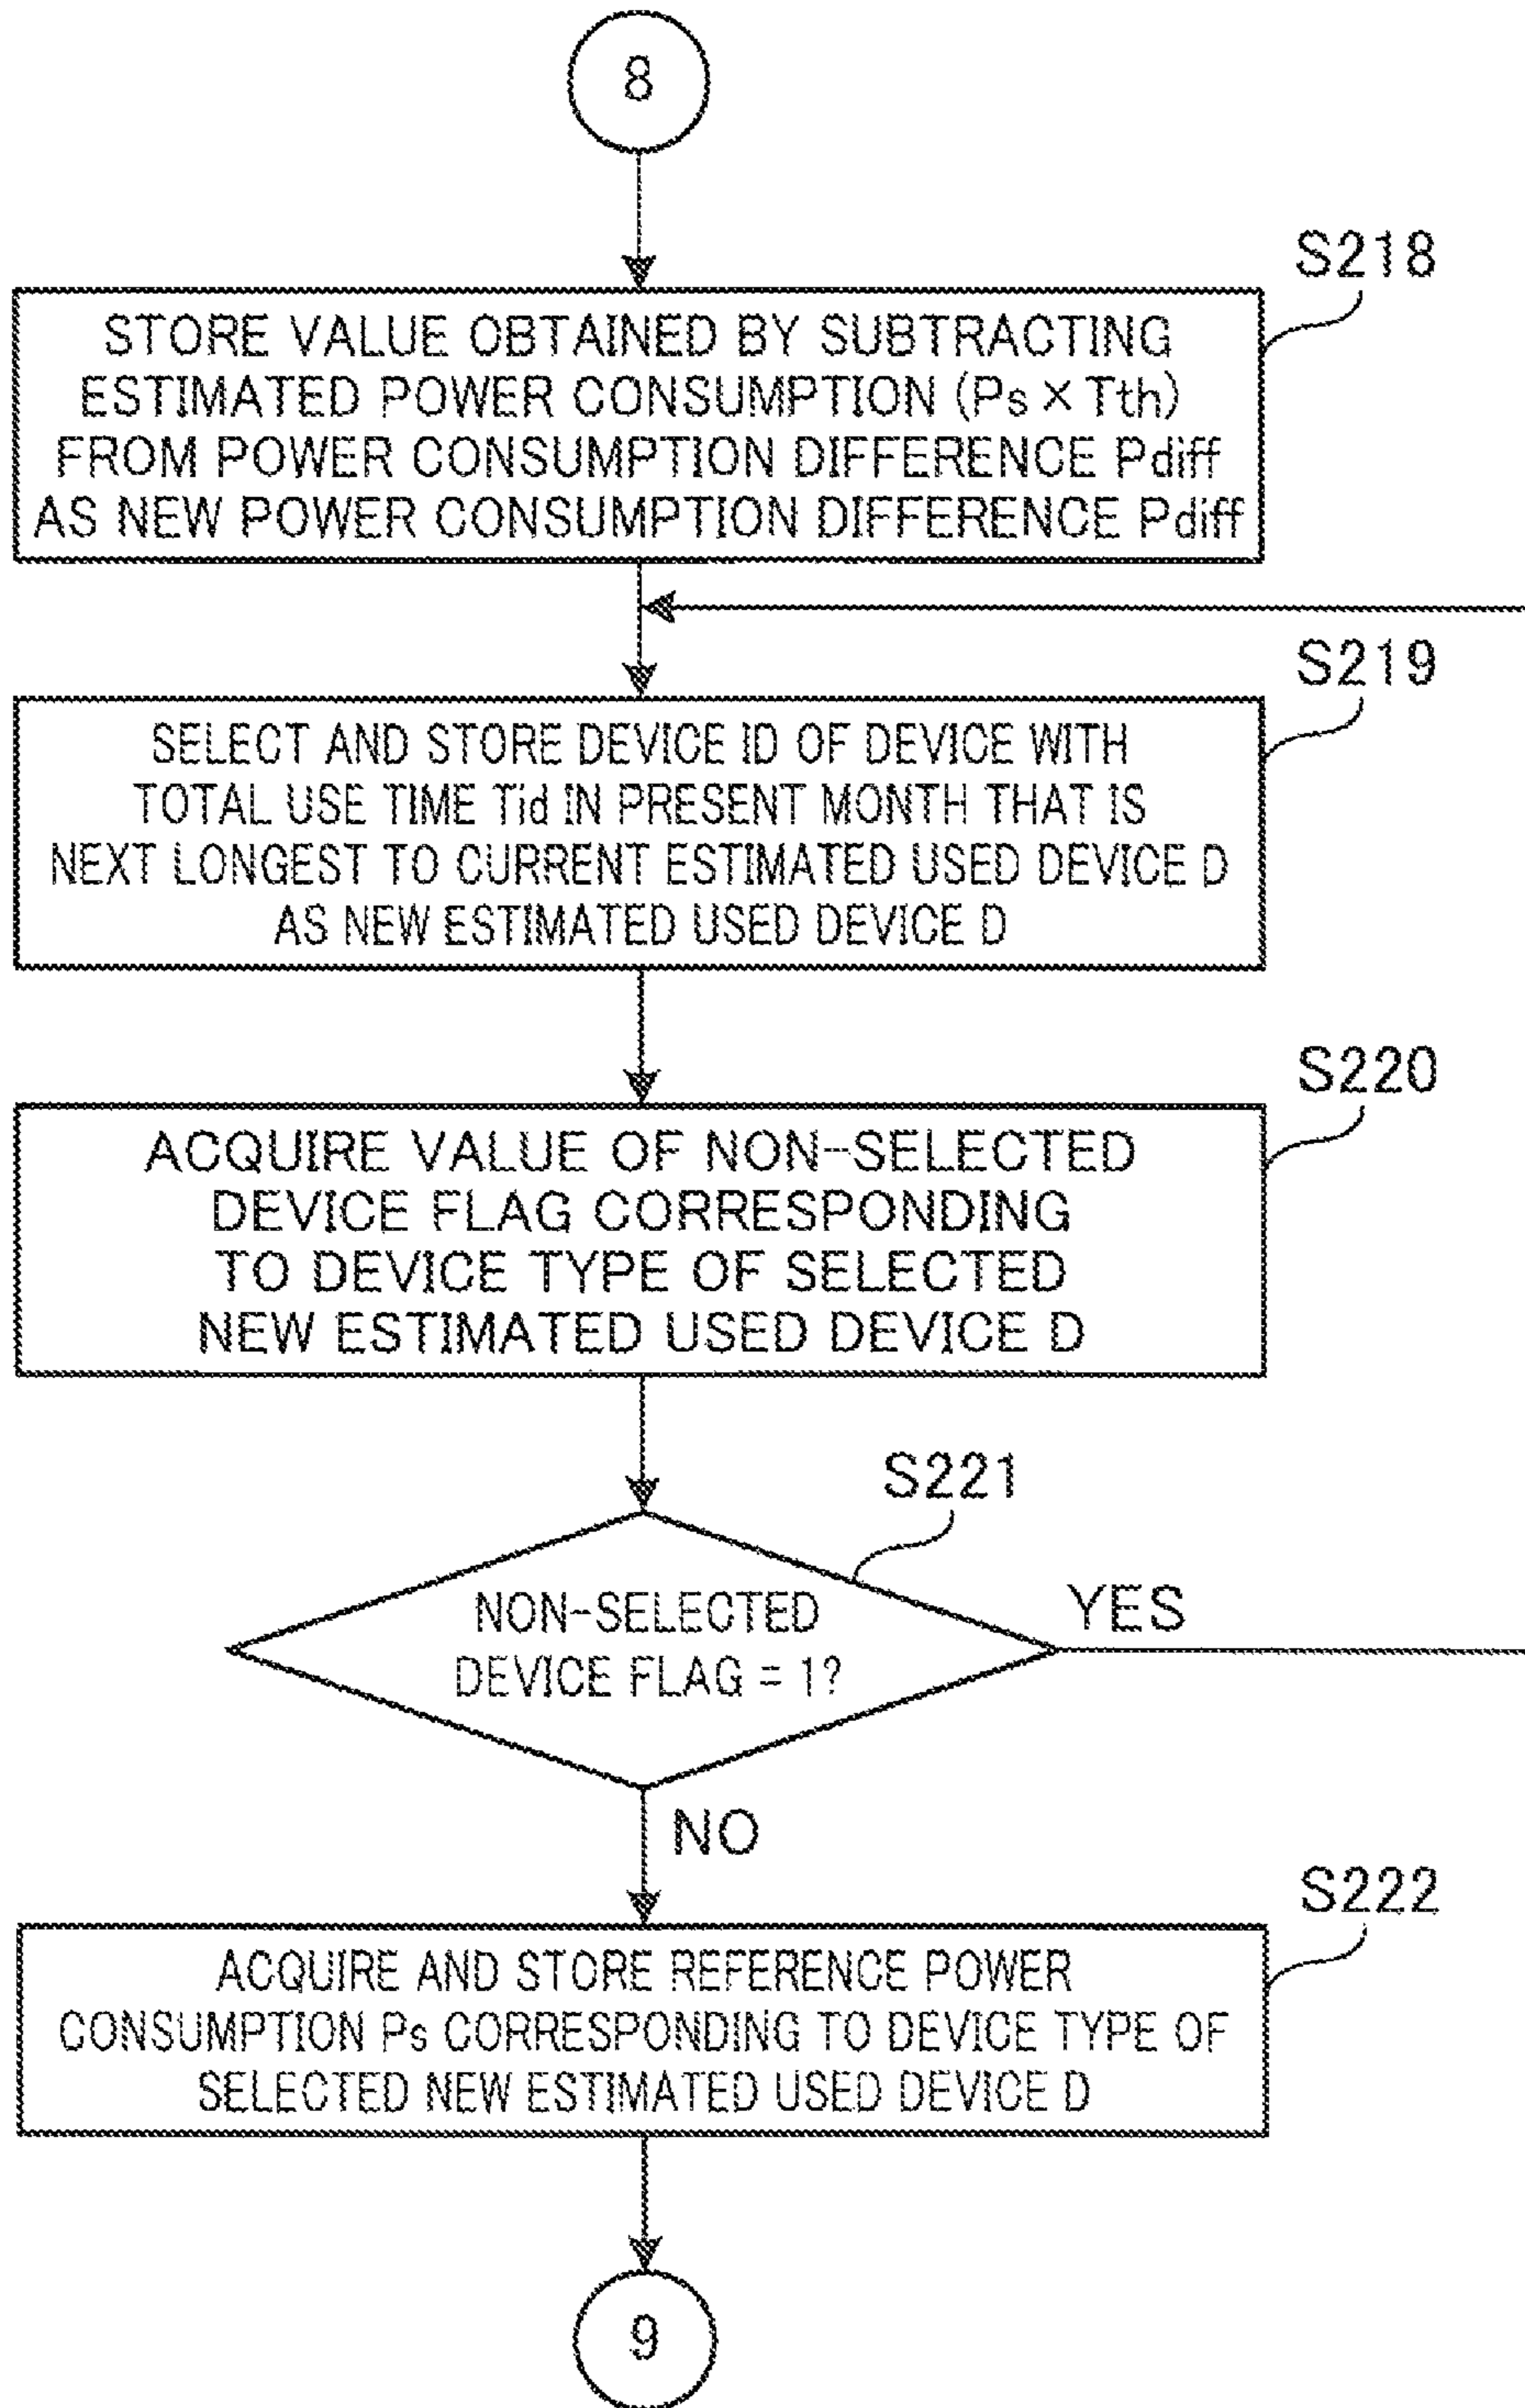 8
S218
STORE VALUE OBTAINED BY SUBTRACTING
ESTIMATED POWER CONSUMPTION (Ps × Tth)
FROM POWER CONSUMPTION DIFFERENCE Pdiff
AS NEW POWER CONSUMPTION DIFFERENCE Pdiff
S219
SELECT AND STORE DEVICE ID OF DEVICE WITH
TOTAL USE TIME Tid IN PRESENT MONTH THAT IS
NEXT LONGEST TO CURRENT ESTIMATED USED DEVICE D
AS NEW ESTIMATED USED DEVICE D
S220
ACQUIRE VALUE OF NON-SELECTED
DEVICE FLAG CORRESPONDING
TO DEVICE TYPE OF SELECTED
NEW ESTIMATED USED DEVICE D
S221
NON-SELECTED
DEVICE FLAG = 1?
YES
NO
S222
ACQUIRE AND STORE REFERENCE POWER
CONSUMPTION Ps CORRESPONDING TO DEVICE TYPE OF
SELECTED NEW ESTIMATED USED DEVICE D
9